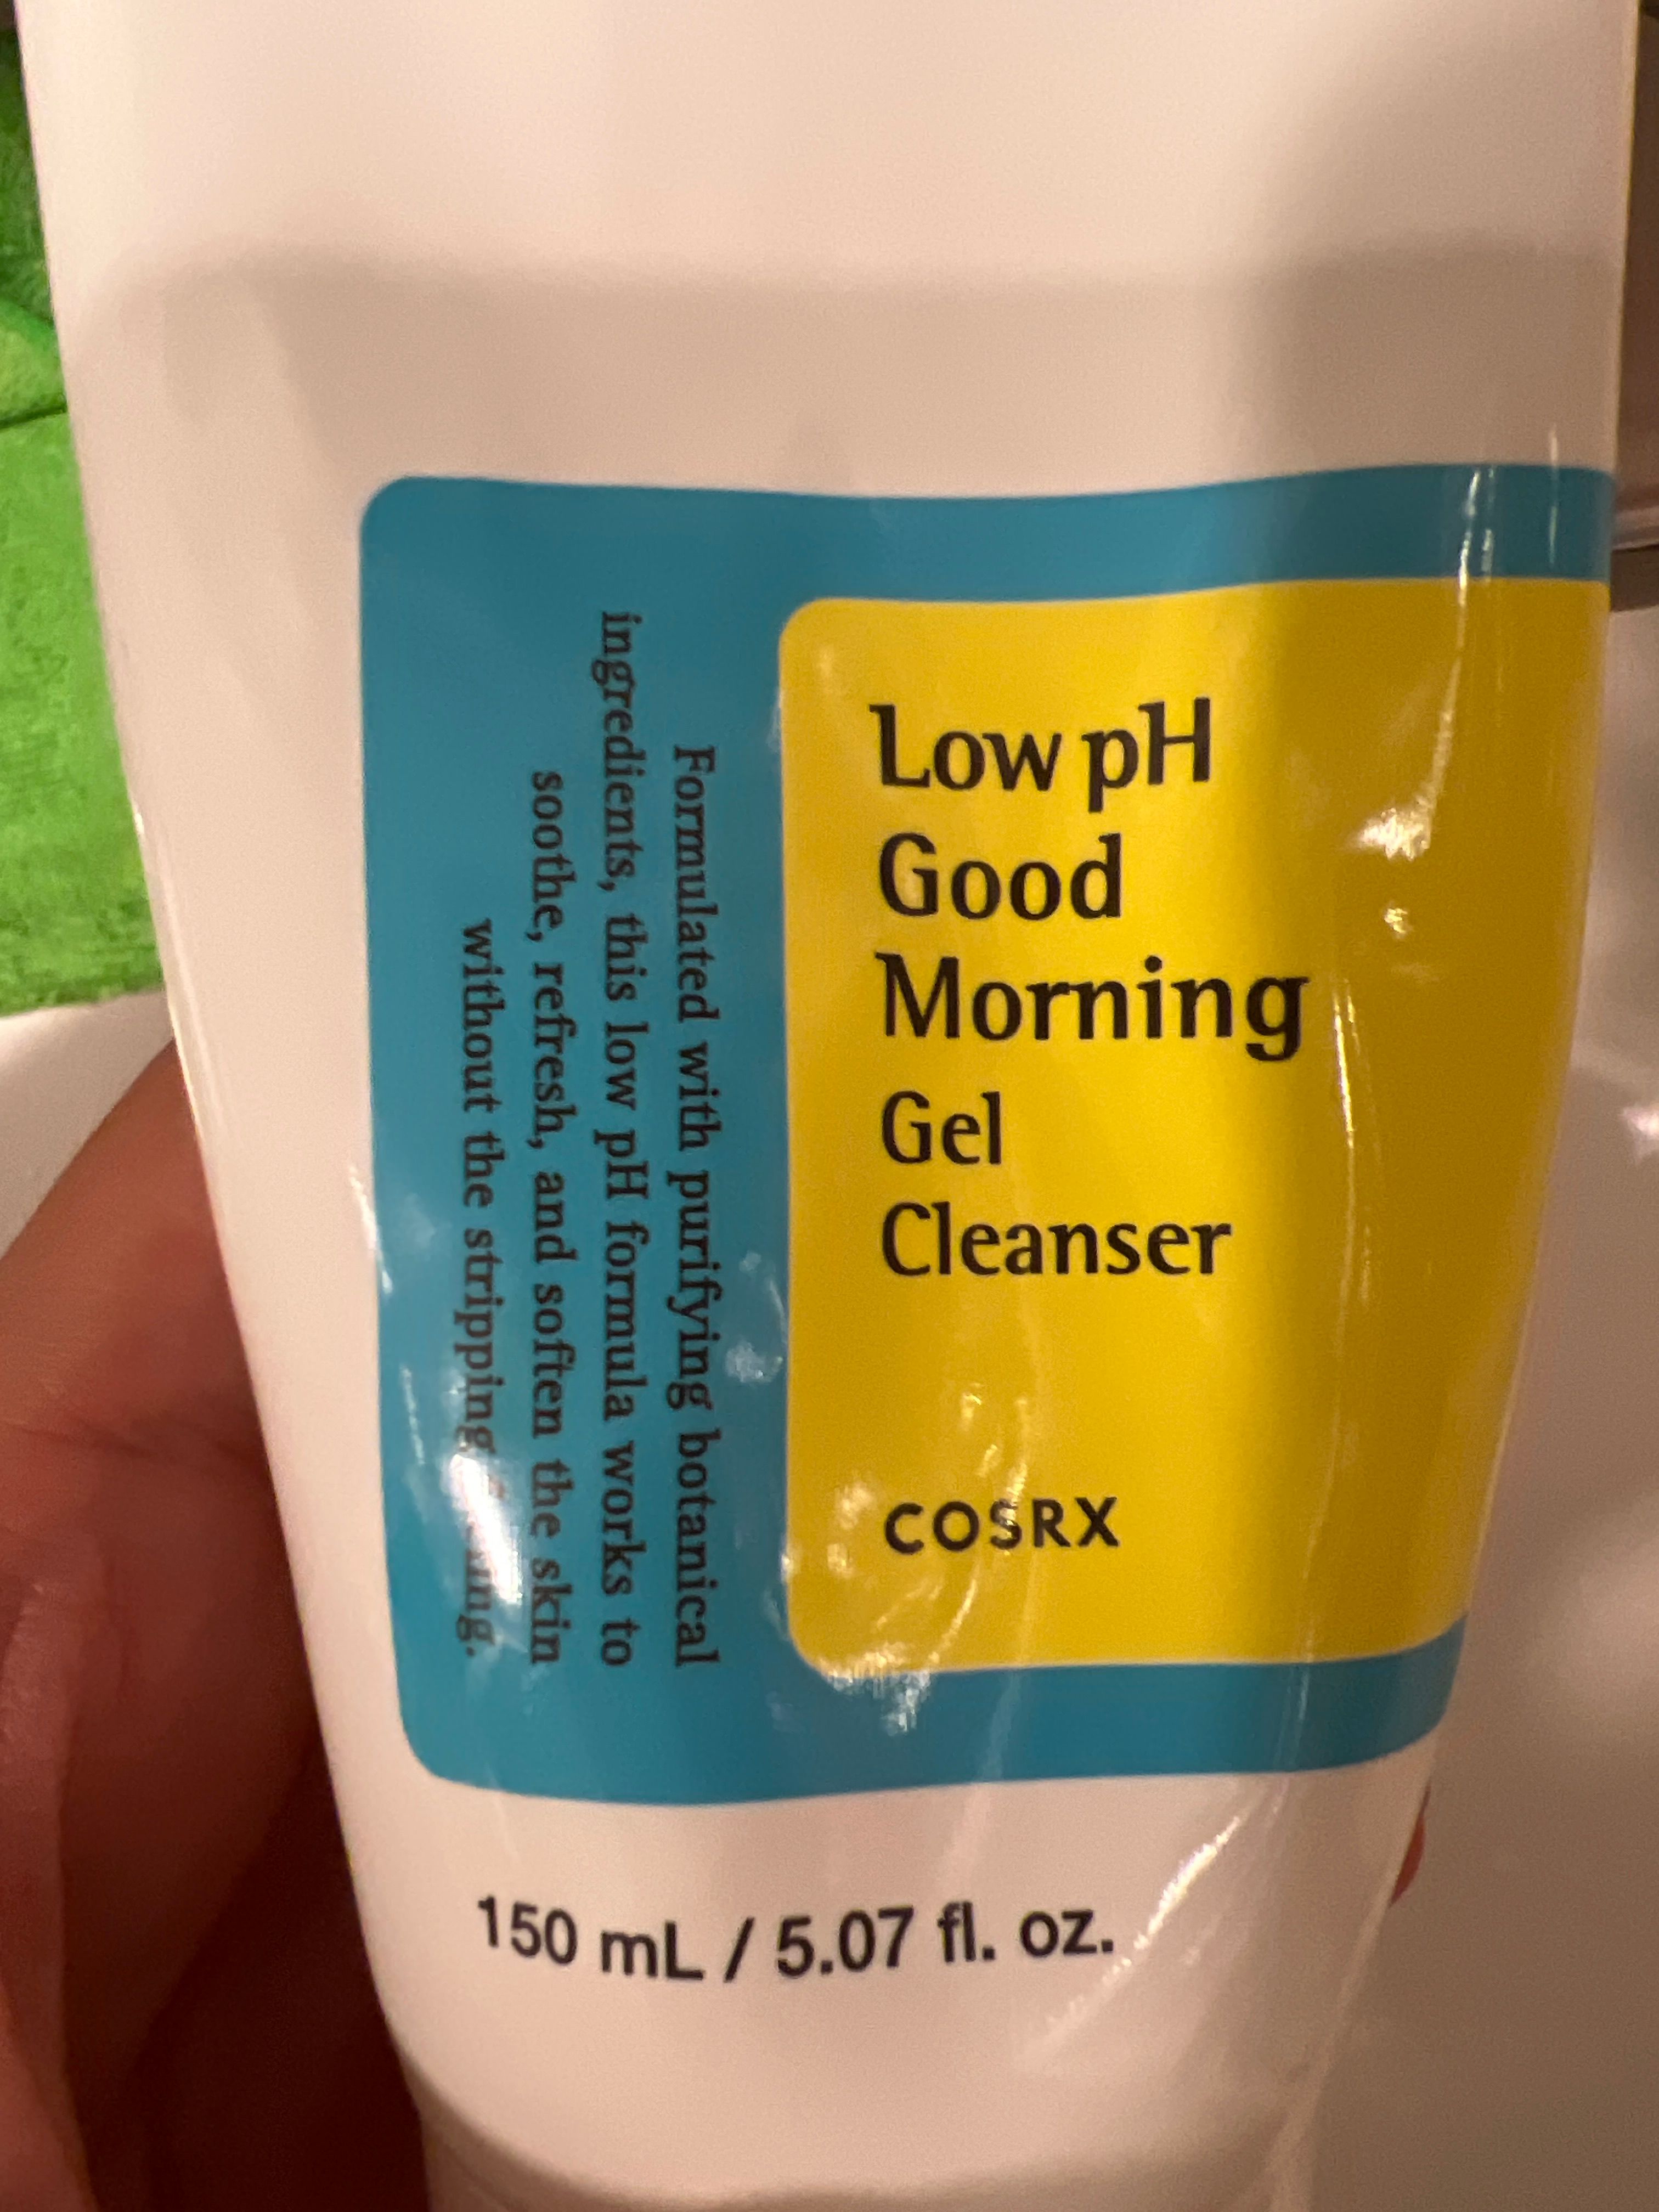 Low pH
Good
Morning
Gel
Cleanser
COSRX
Formulated with purifying botanical
ingredients, this low pH formula works to
soothe, refresh, and soften the skin
without the stripping
150 mL / 5.07 fl. oz.